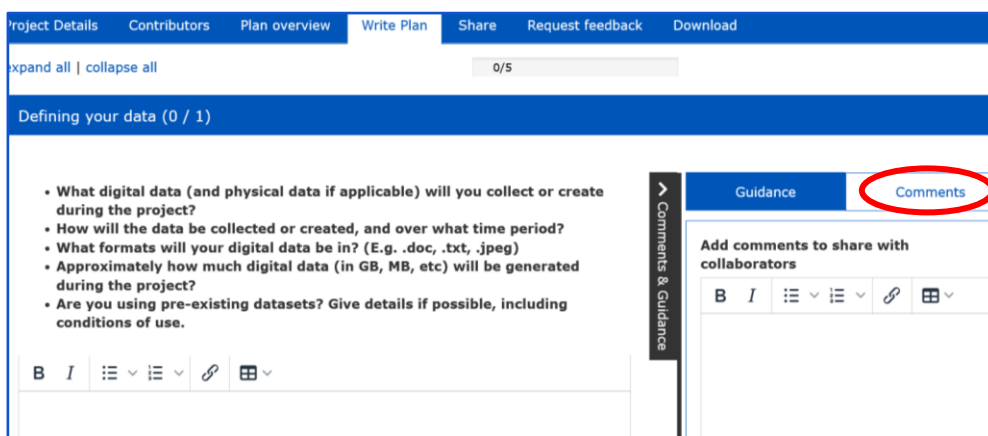 Project Details Contributors Plan overview Write Plan Share Request feedback Download
expand all | collapse all 0/5
Defining your data (0 / 1)
• What digital data (and physical data if applicable) will you collect or create
during the project?
• How will the data be collected or created, and over what time period?
• What formats will your digital data be in? (E.g. .doc, .txt, .jpeg)
• Approximately how much digital data (in GB, MB, etc) will be generated
during the project?
• Are you using pre-existing datasets? Give details if possible, including
conditions of use.
B I
Comments & Guidance
Guidance Comments
Add comments to share with
collaborators
B I